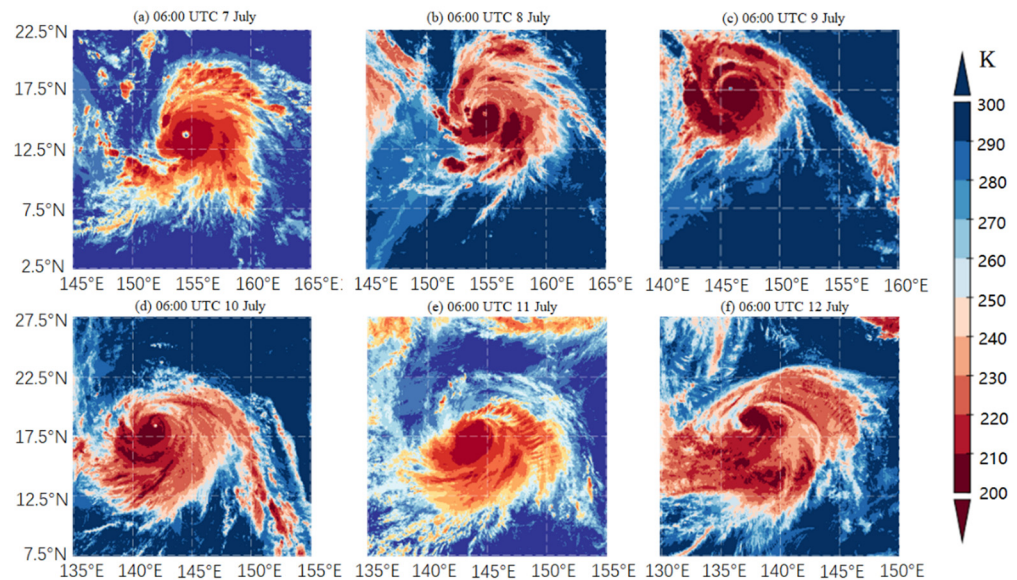 (a) 06:00 UTC 7 July (b) 06:00 UTC 8 July (c) 06:00 UTC 9 July
22.5°N
17.5°N
12.5°N
7.5°N
2.5°N
145°E 150°E 155°E 160°E 165°E: 145°E 150°E 155°E 160°E 165°E 140°E 145°E 150°E 155°E 160°E
(d) 06:00 UTC 10 July (e) 06:00 UTC 11 July (f) 06:00 UTC 12 July
27.5°N
22.5°N
17.5°N
12.5°N
7.5°N
135°E 140°E 145°E 150°E 155°E 135°E 140°E 145°E 150°E 155°E 130°E 135°E 140°E 145°E 150°E
K
300
290
280
270
260
250
240
230
220
210
200